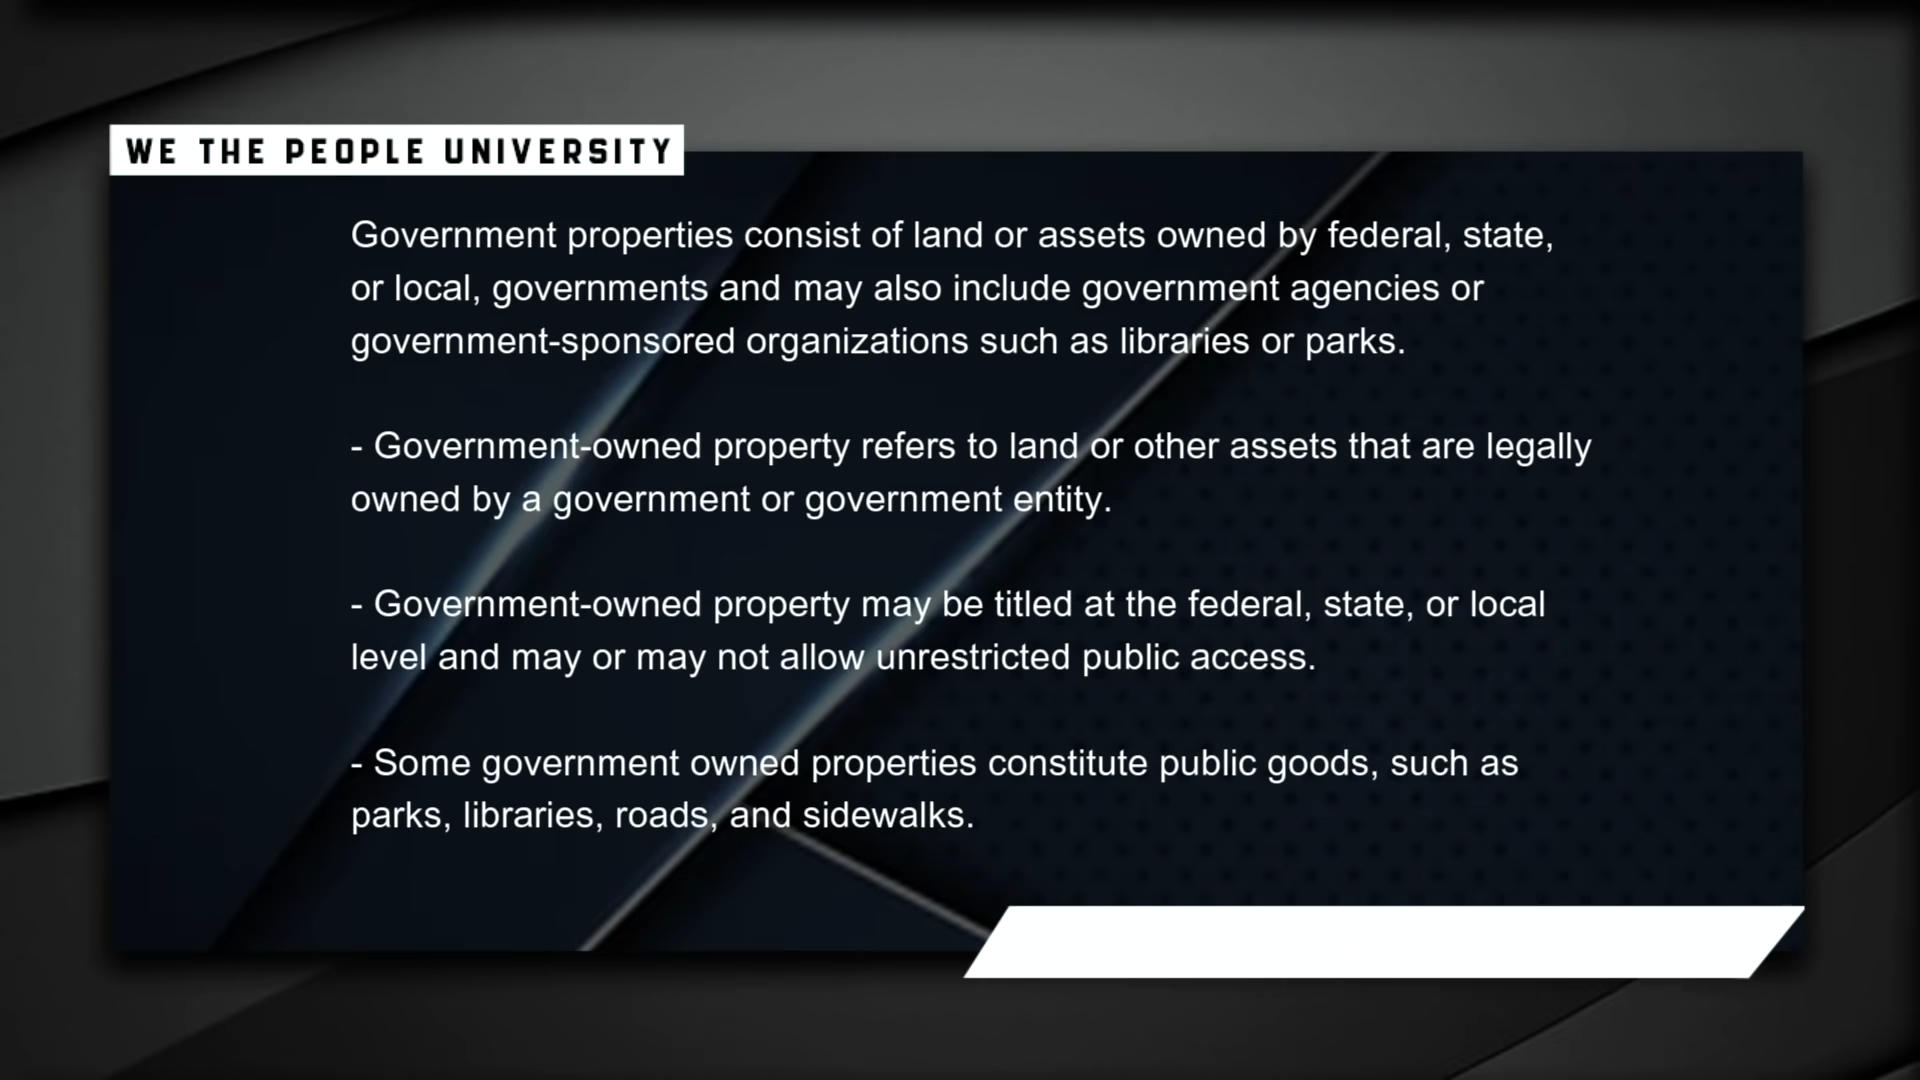 WE THE PEOPLE UNIVERSITY
Government properties consist of land or assets owned by federal, state,
or local, governments and may also include government agencies or
government-sponsored organizations such as libraries or parks.
- Government-owned property refers to land or other assets that are legally
owned by a government or government entity.
- Government-owned property may be titled at the federal, state, or local
level and may or may not allow unrestricted public access.
- Some government owned properties constitute public goods, such as
parks, libraries, roads, and sidewalks.